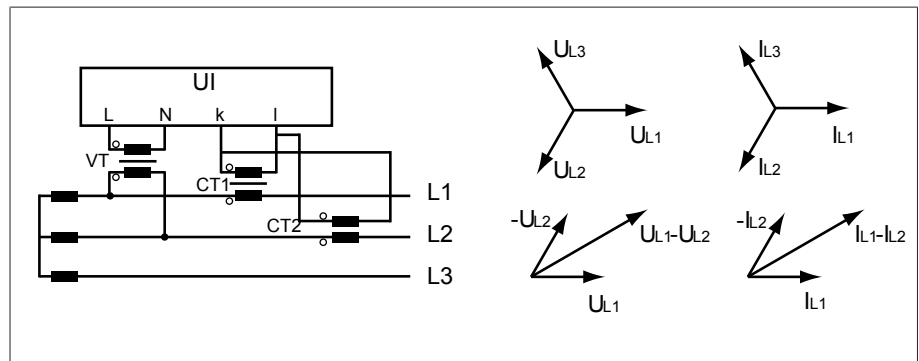 UI
L N k l
VT
CT1
CT2
L1
L2
L3
UL3
UL1
UL2
IL3
IL1
IL2
-UL2
UL1-UL2
UL1
-IL2
IL1-IL2
IL1